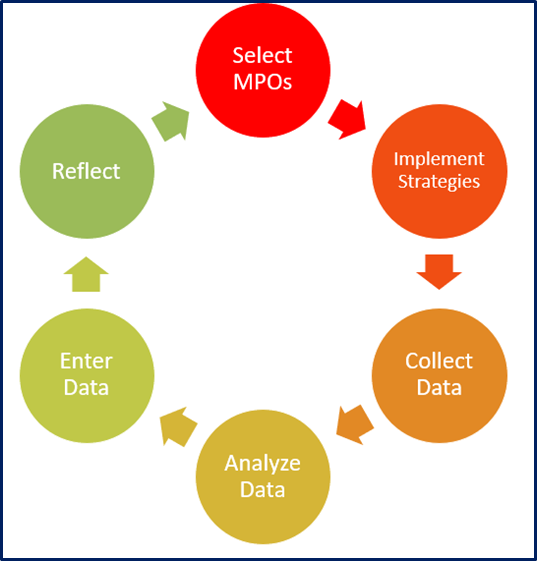 Select
MPOs
Implement
Strategies
Collect
Data
Analyze
Data
Enter
Data
Reflect